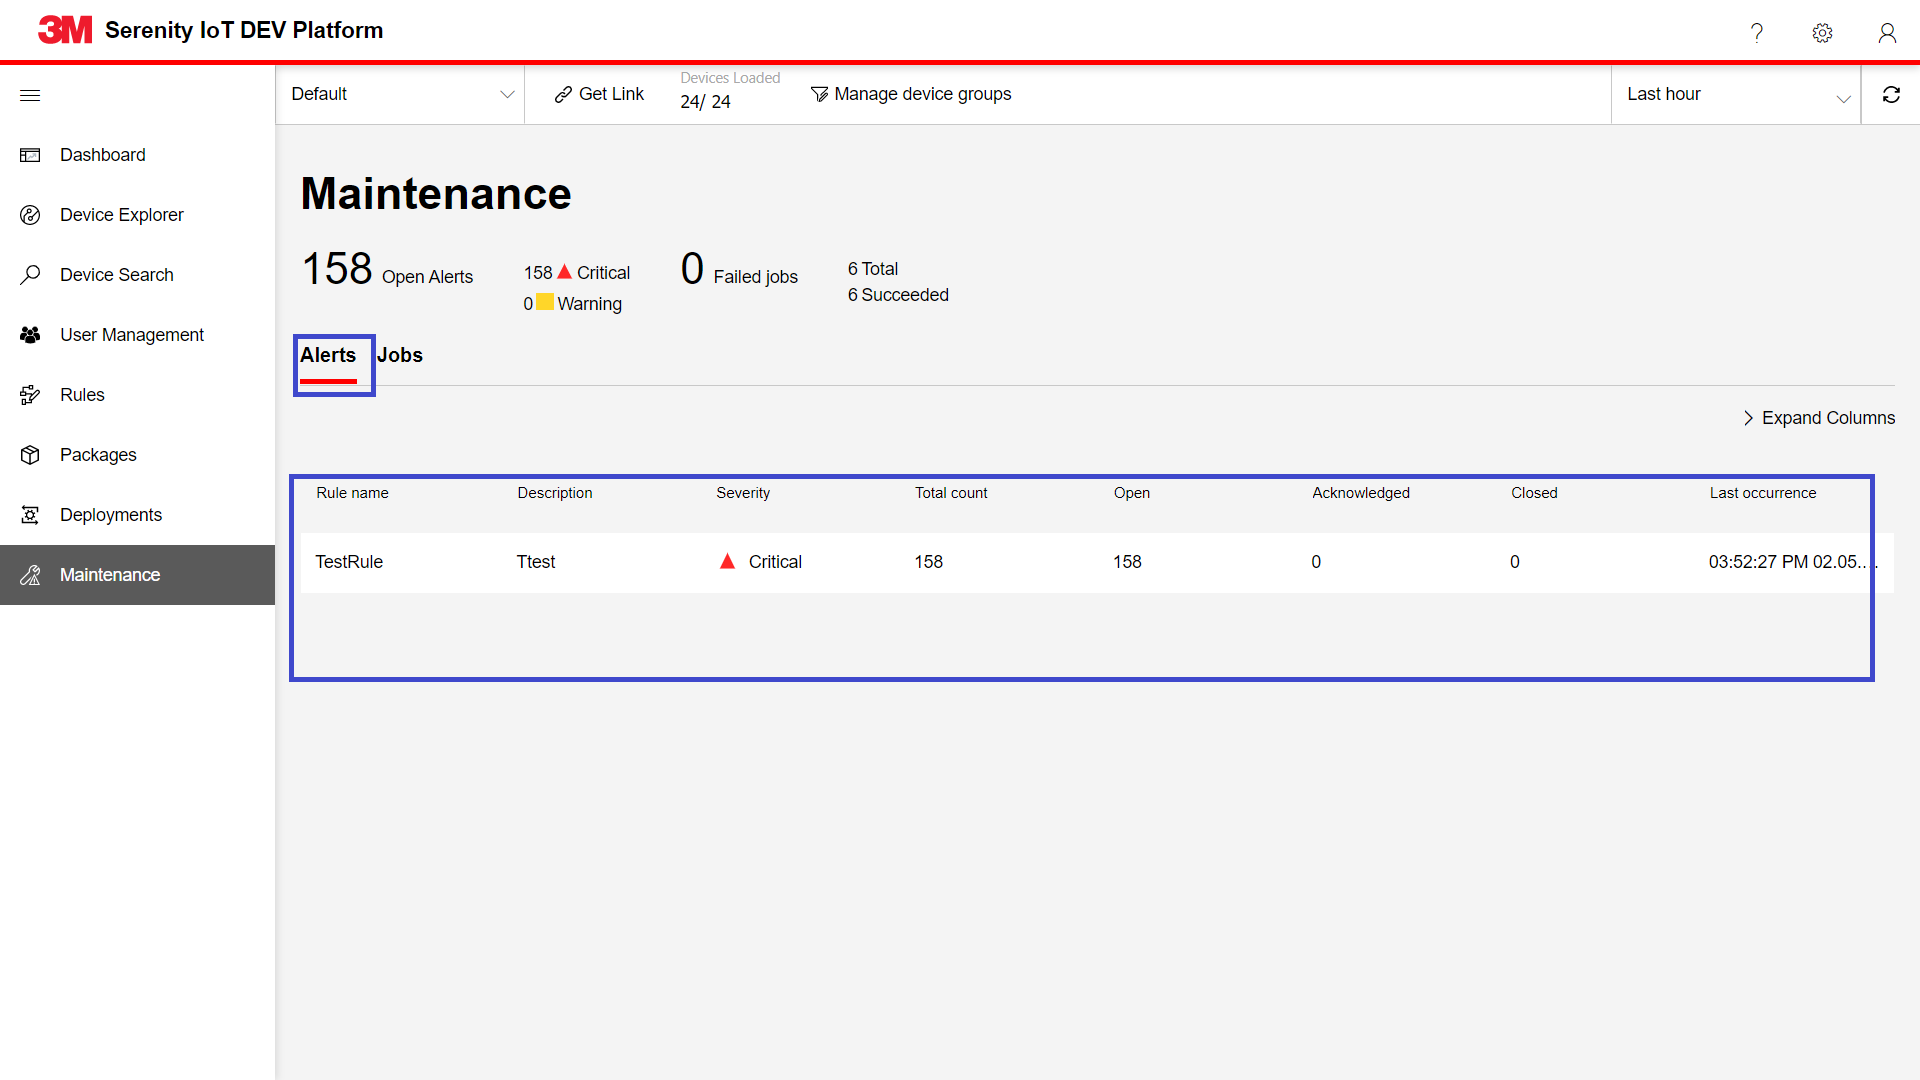 3M Serenity IoT DEV Platform
?
Default
Get Link
Devices Loaded
24/ 24
Manage device groups
Last hour
Dashboard
Device Explorer
Device Search
User Management
Rules
Packages
Deployments
Maintenance
Maintenance
158 Open Alerts
158 Critical
0 Warning
0 Failed jobs
6 Total
6 Succeeded
Alerts Jobs
Expand Columns
Rule name Description Severity Total count Open Acknowledged Closed Last occurrence
TestRule Ttest Critical 158 158 0 0 03:52:27 PM 02.05....